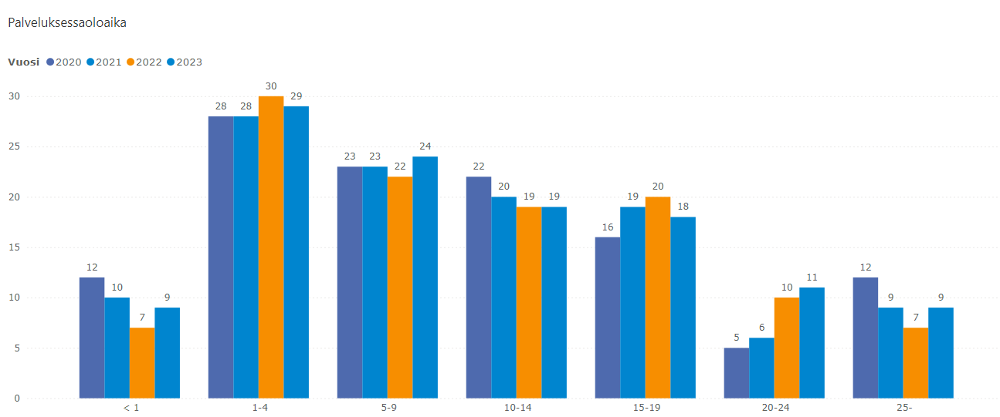 Palveluksessaoloaika
Vuosi 2020 2021 2022 2023
30
25
20
15
10
5
0
12 10 7 9
28 28 30 29
23 23 22 24
22 20 19 19
16 19 20 18
5 6 10 11
12 9 7 9
< 1 1-4 5-9 10-14 15-19 20-24 25-